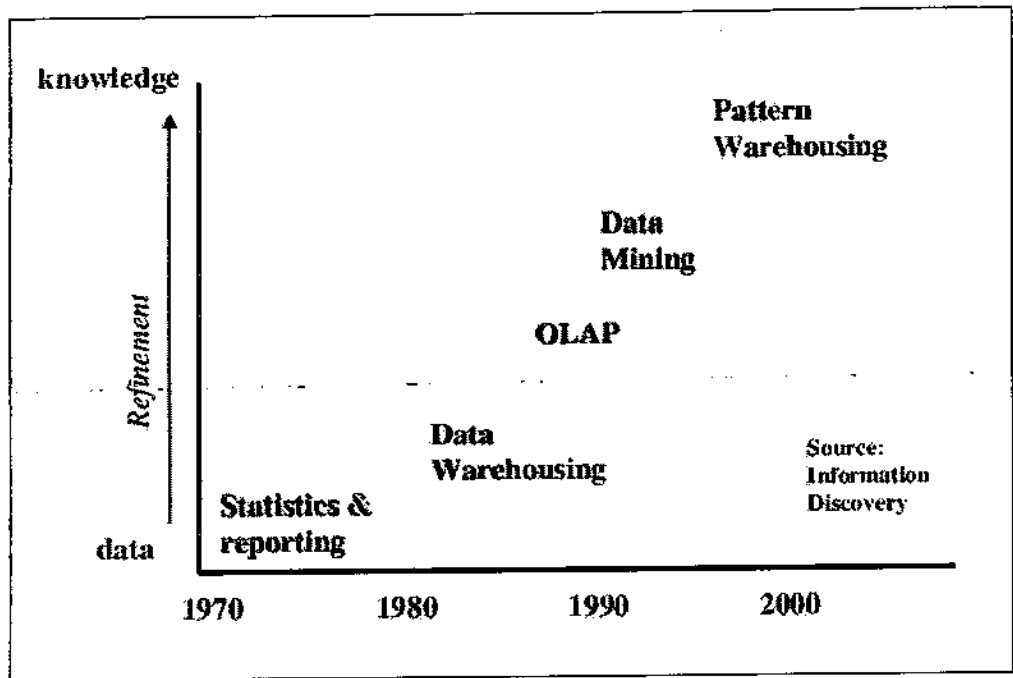 knowledge
Pattern
Warehousing
Data
Mining
Refinement
OLAP
Data
Warehousing
Source:
Information
Discovery
Statistics &
reporting
data
1970 1980 1990 2000